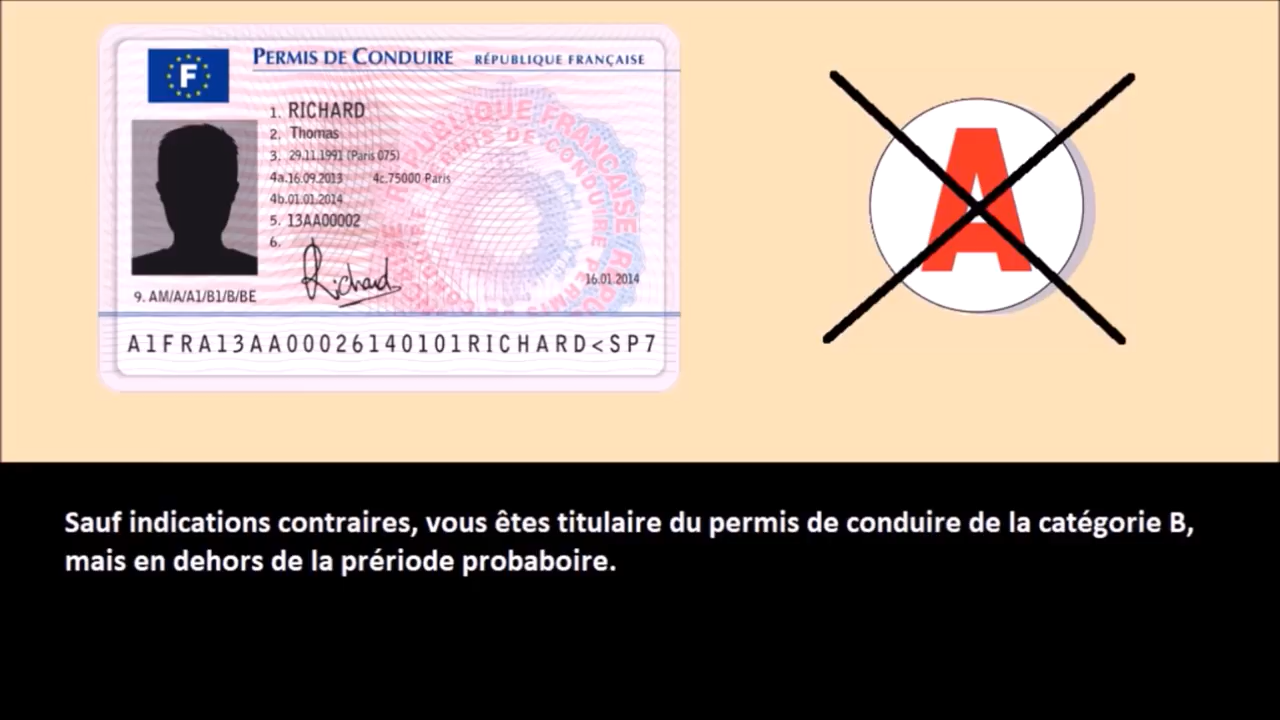 F
PERMIS DE CONDUIRE RÉPUBLIQUE FRANÇAISE
1. RICHARD
2. Thomas
3. 29.11.1991 (Paris 075)
4a.16.09.2013 4c.75000 Paris
4b.01.01.2014
5. 13AA00002
6.
Richard
16.01.2014
9. AM/A/A1/B1/B/BE
A1FRA13AA00026140101RICHARD<SP7
A
Sauf indications contraires, vous êtes titulaire du permis de conduire de la catégorie B,
mais en dehors de la prériode probaboire.